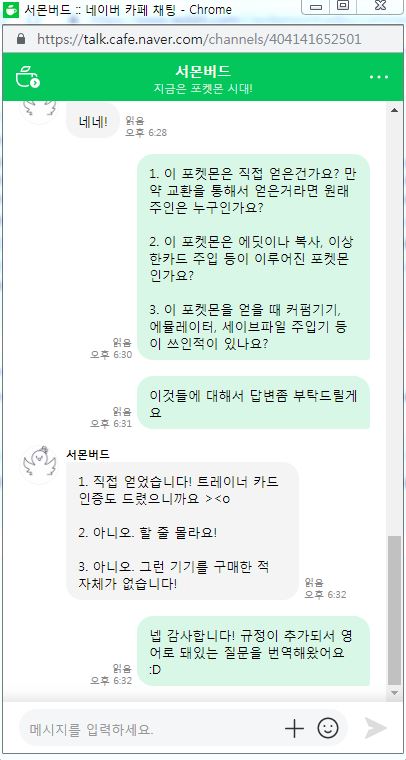 서몬버드 :: 네이버 카페 채팅 - Chrome
https://talk.cafe.naver.com/channels/404141652501
서몬버드
지금은 포켓몬 시대!
네네!
읽음
오후 6:28
1. 이 포켓몬은 직접 얻은건가요? 만
약 교환을 통해서 얻은거라면 원래
주인은 누구인가요?
2. 이 포켓몬은 에딧이나 복사, 이상
한카드 주입 등이 이루어진 포켓몬
인가요?
3. 이 포켓몬을 얻을 때 커펌기기,
에뮬레이터, 세이브파일 주입기 등
이 쓰인적이 있나요?
읽음
오후 6:30
이것들에 대해서 답변좀 부탁드릴게
요
읽음
오후 6:31
서몬버드
1. 직접 얻었습니다! 트레이너 카드
인증도 드렸으니까요 ><o
2. 아니오. 할 줄 몰라요!
3. 아니오. 그런 기기를 구매한 적
자체가 없습니다!
읽음
오후 6:32
넵 감사합니다! 규정이 추가되서 영
어로 돼있는 질문을 번역해왔어요
:D
읽음
오후 6:32
메시지를 입력하세요.